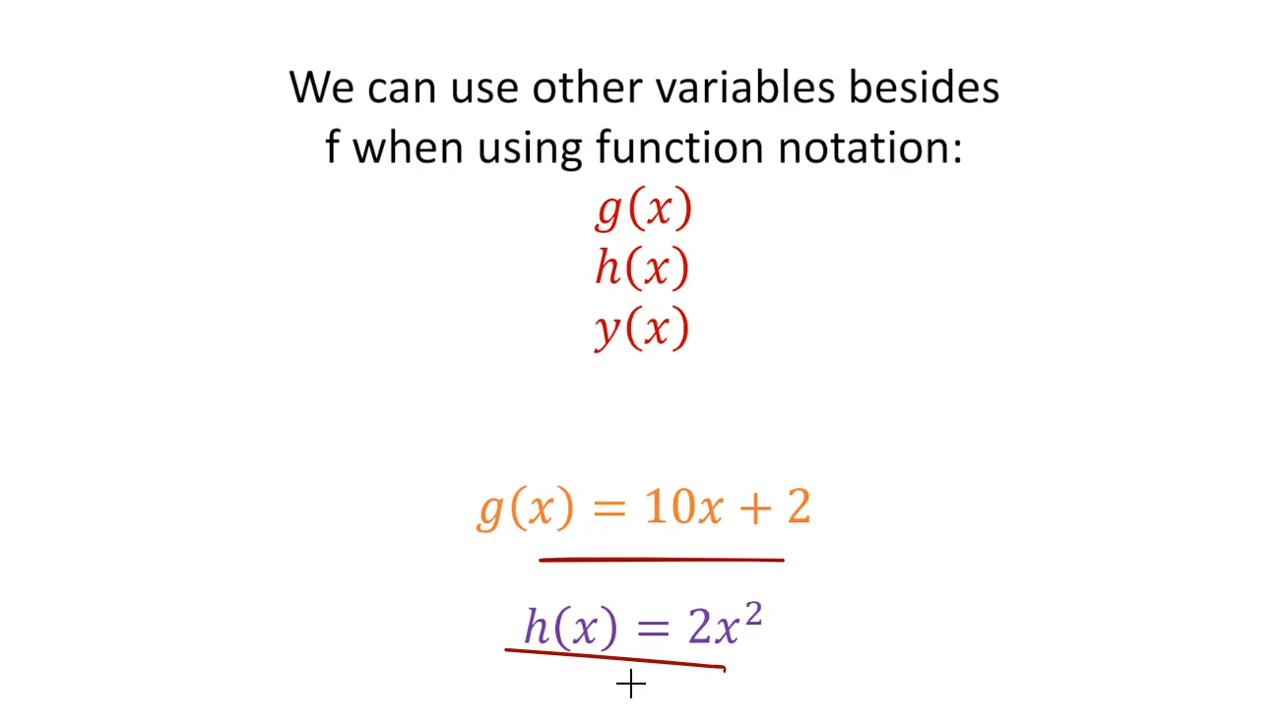 We can use other variables besides
f when using function notation:
g(x)
h(x)
y(x)
g(x) = 10x + 2
h(x) = 2x²